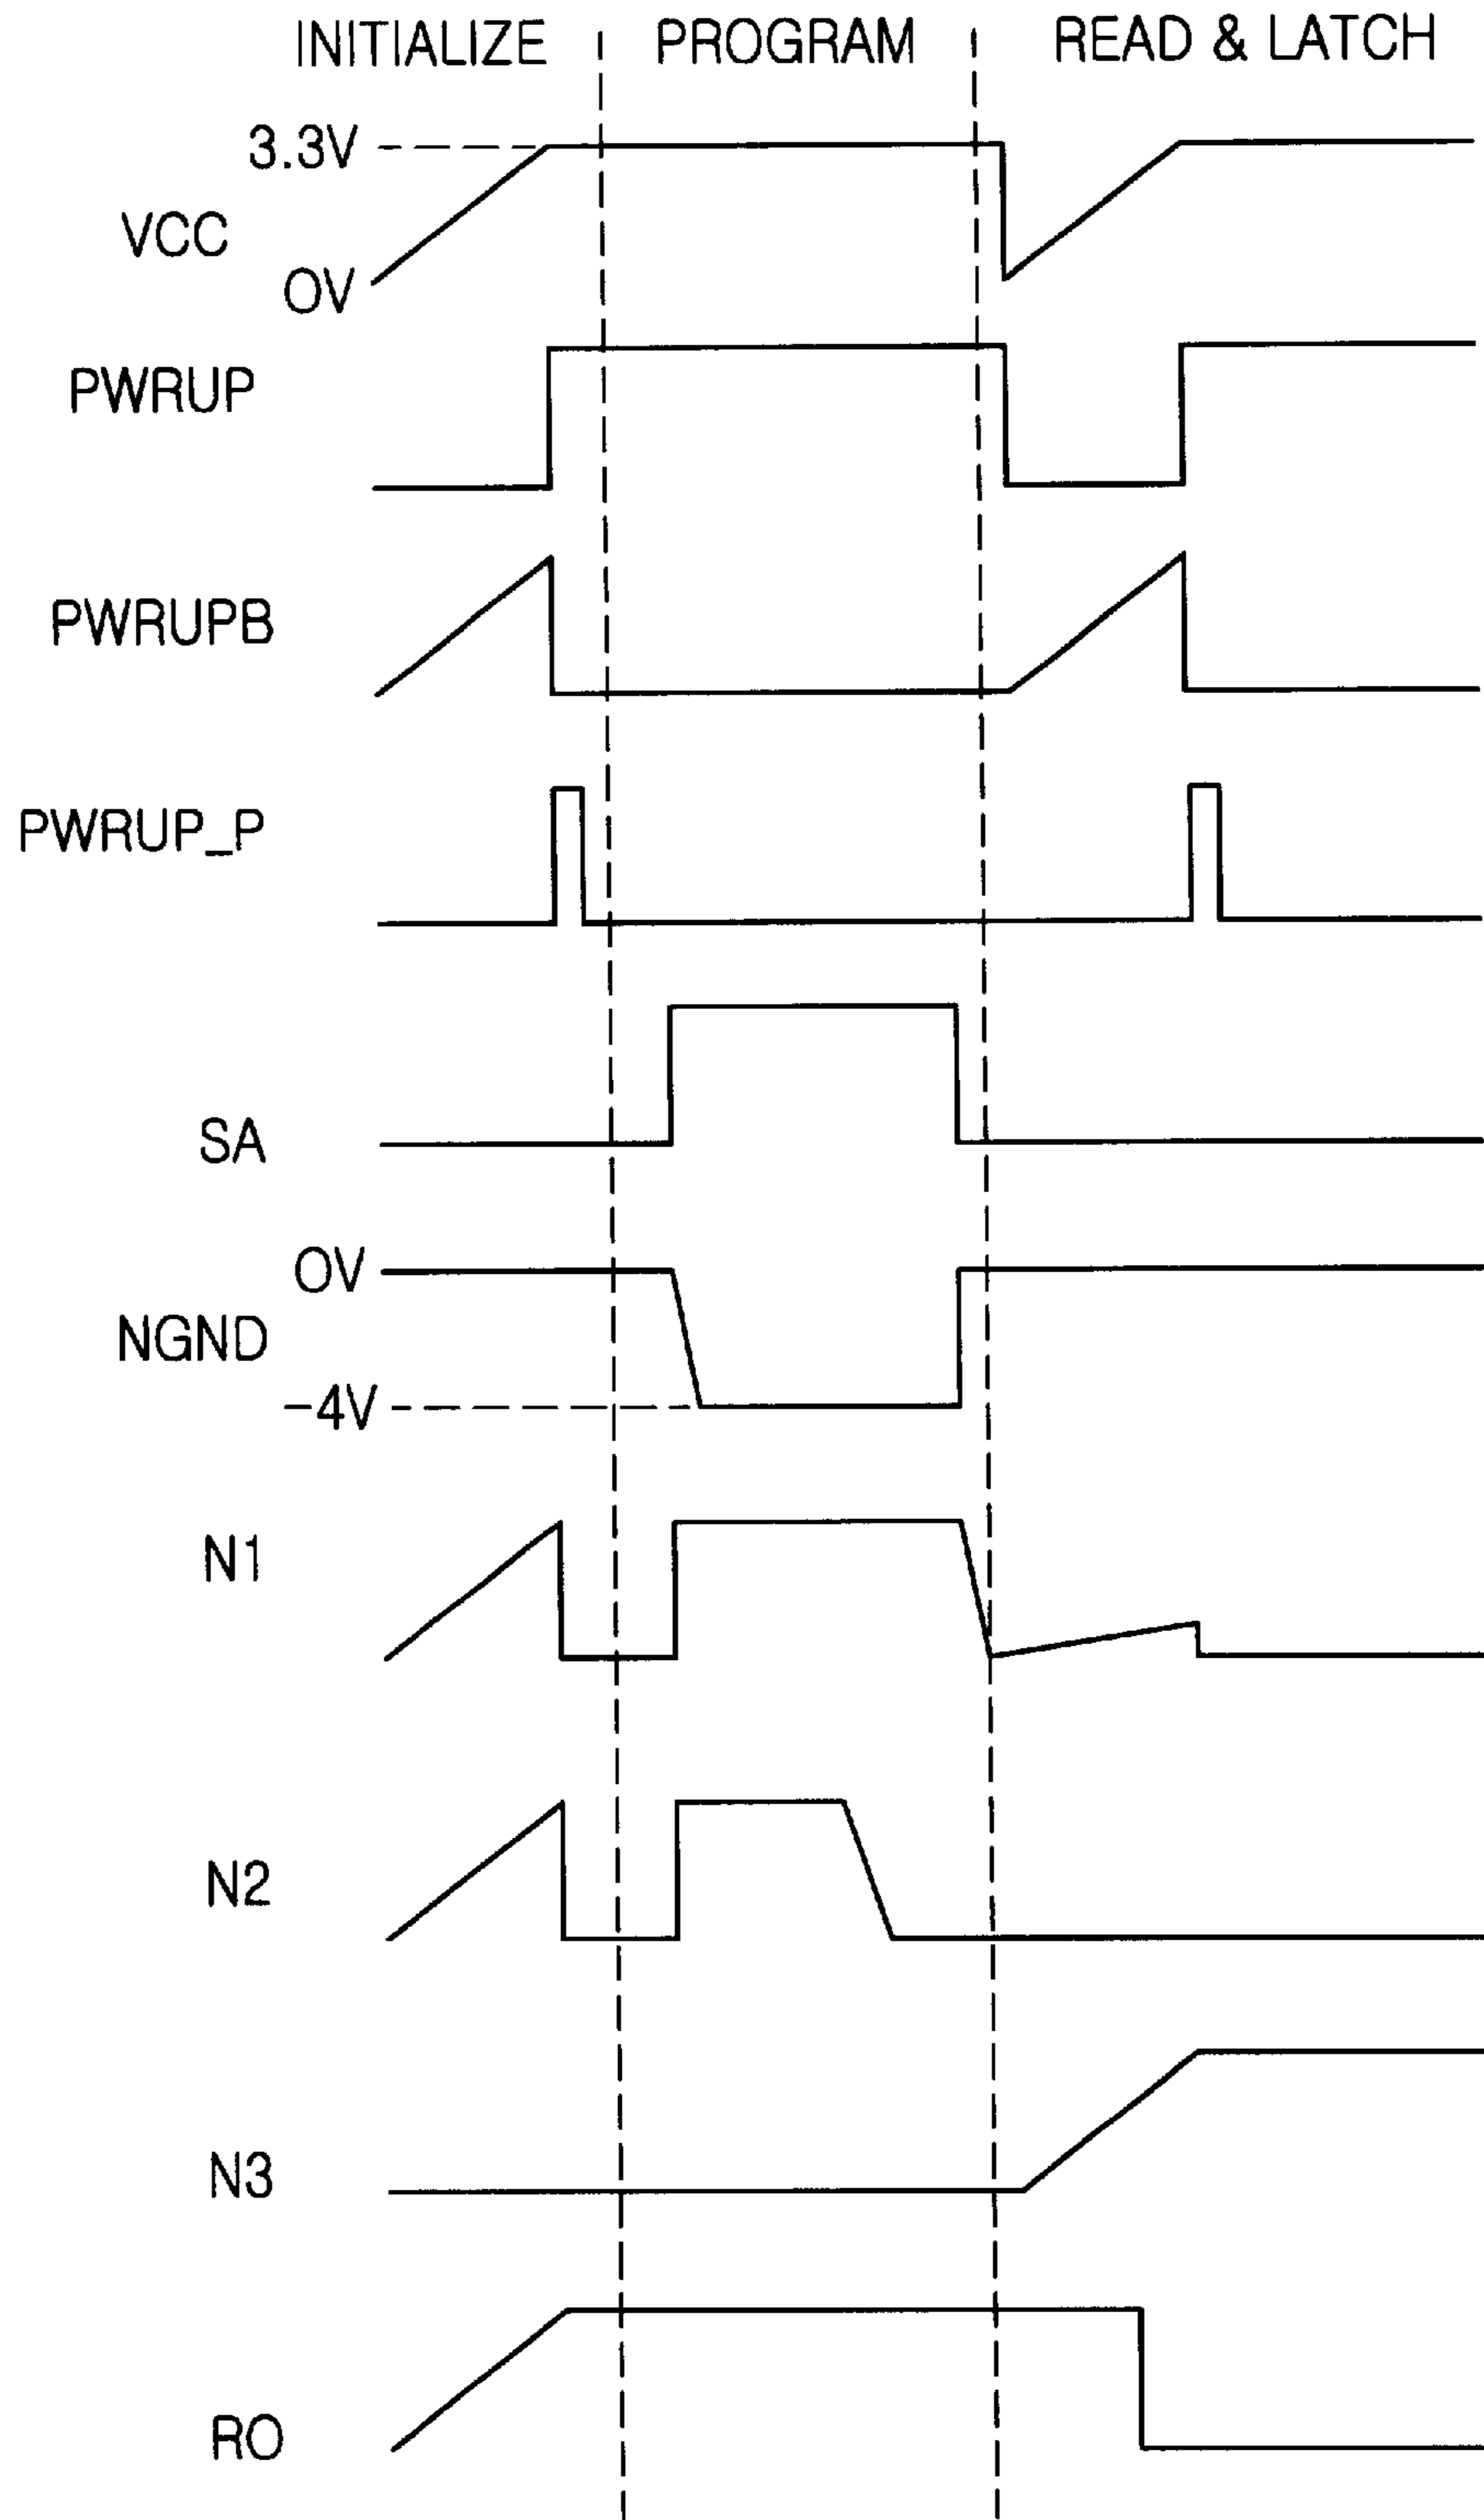 INITIALIZE PROGRAM READ & LATCH
3.3V
VCC
0V
PWRUP
PWRUPB
PWRUP_P
SA
0V
NGND
-4V
N1
N2
N3
RO